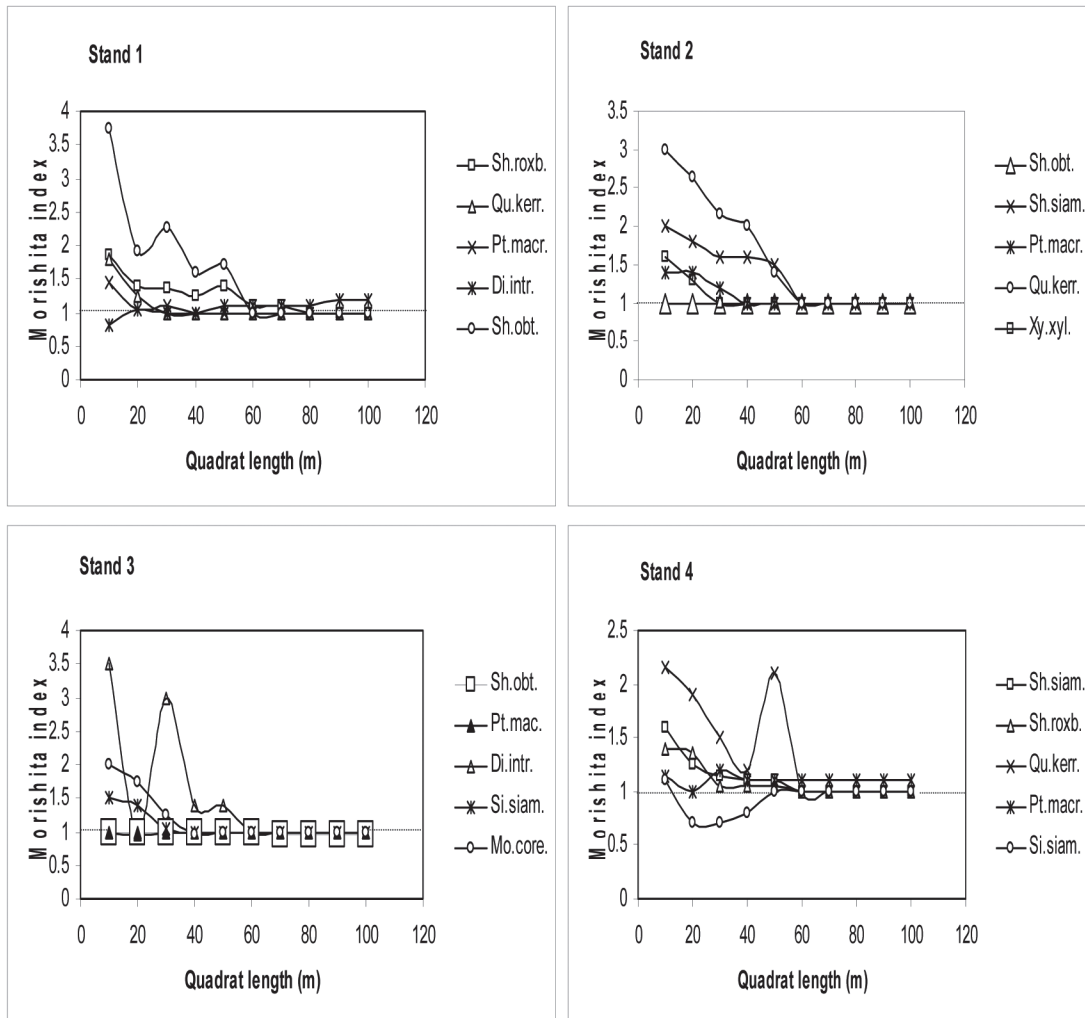 Stand 1
4
3.5
3
2.5
2
1.5
1
0.5
0
Morishita index
0 20 40 60 80 100 120
Quadrat length (m)
Sh.roxb.
Qu.kerr.
Pt.macr.
Di.intr.
Sh.obt.
Stand 2
3.5
3
2.5
2
1.5
1
0.5
0
Morishita index
0 20 40 60 80 100 120
Quadrat length (m)
Sh.obt.
Sh.siam.
Pt.macr.
Qu.kerr.
Xy.xyl.
Stand 3
4
3.5
3
2.5
2
1.5
1
0.5
0
Morishita index
0 20 40 60 80 100 120
Quadrat length (m)
Sh.obt.
Pt.mac.
Di.intr.
Si.siam.
Mo.core.
Stand 4
2.5
2
1.5
1
0.5
0
Morishita index
0 20 40 60 80 100 120
Quadrat length (m)
Sh.siam.
Sh.roxb.
Qu.kerr.
Pt.macr.
Si.siam.